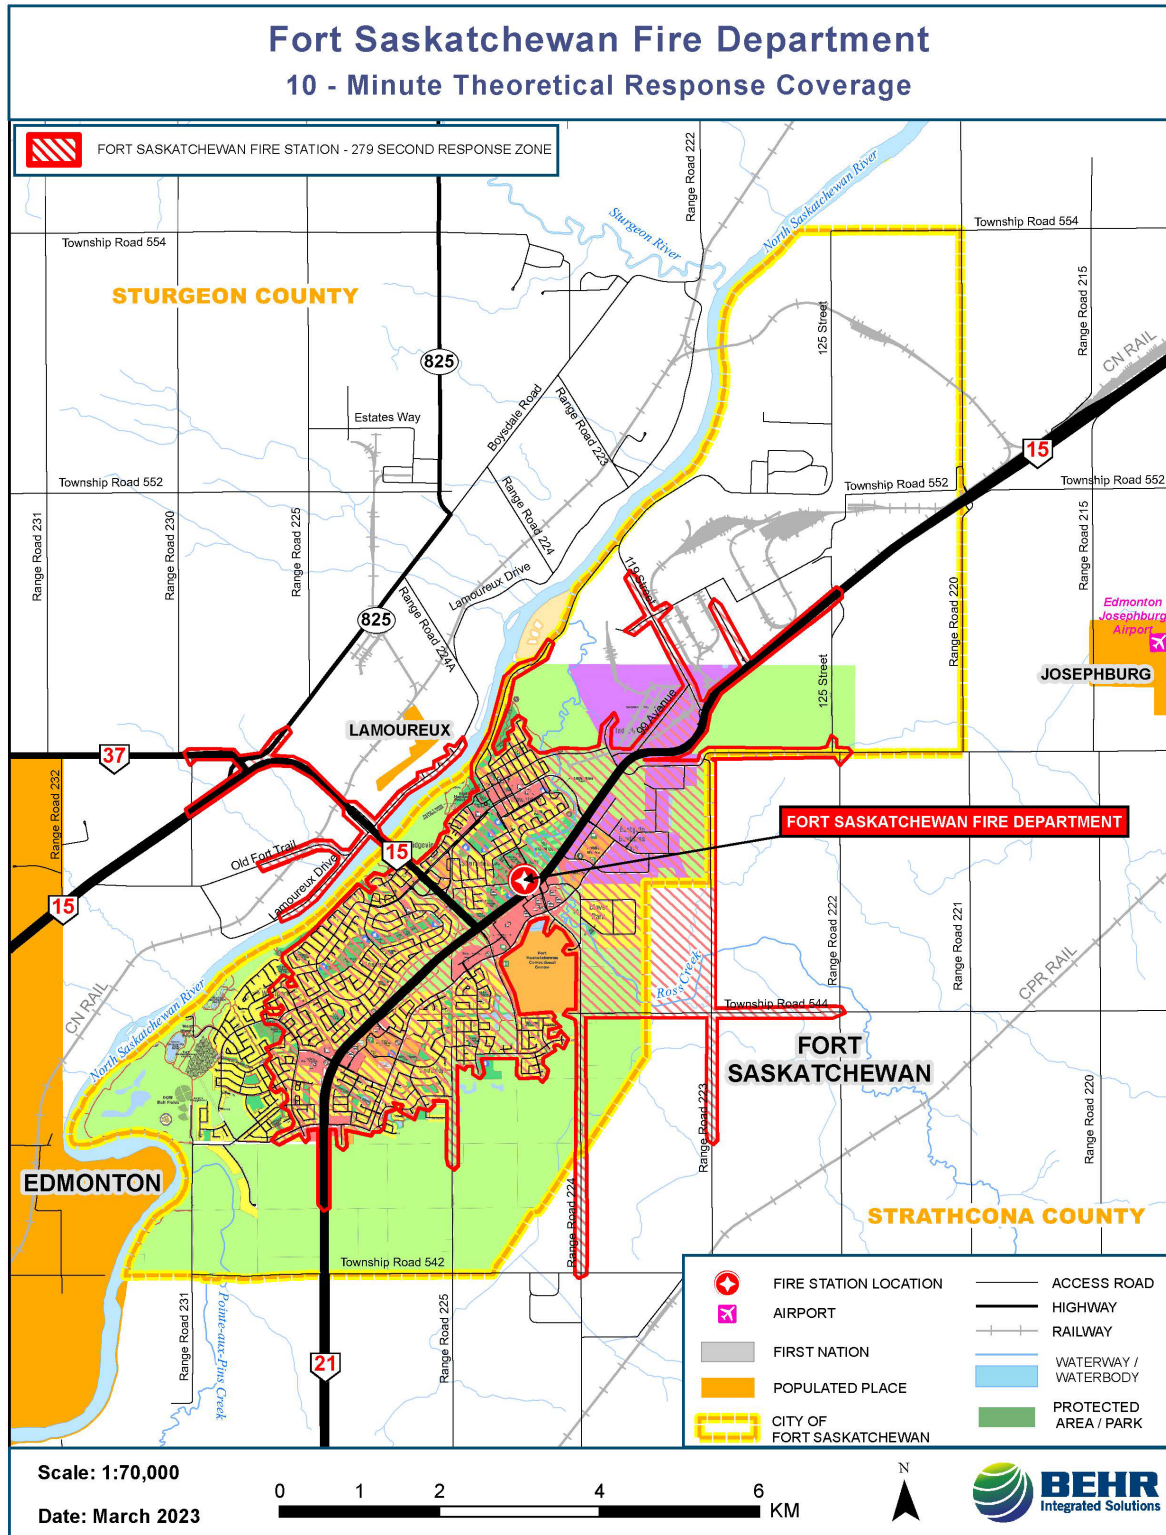 Fort Saskatchewan Fire Department
10 - Minute Theoretical Response Coverage
FORT SASKATCHEWAN FIRE STATION - 279 SECOND RESPONSE ZONE
Range Road 222
North Saskatchewan River
Sturgeon River
Township Road 554
Township Road 554
STURGEON COUNTY
125 Street
Range Road 215
CN RAIL
825
Boysdale Road
Range Road 223
Estates Way
15
Township Road 552
Township Road 552
Township Road 552
Range Road 231
Range Road 230
Range Road 225
Range Road 224
Range Road 215
119 Street
Lamoureux Drive
Range Road 224A
825
Range Road 220
Edmonton
Josephburg
Airport
JOSEPHBURG
125 Street
99 Avenue
LAMOUREUX
37
Range Road 232
FORT SASKATCHEWAN FIRE DEPARTMENT
Old Fort Trail
15
Lamoureux Drive
15
Range Road 222
Range Road 221
CPR RAIL
Fort
Saskatchewan
Correctional
Centre
Ross Creek
CN RAIL
North Saskatchewan River
Township Road 544
FORT
SASKATCHEWAN
Range Road 223
Range Road 220
EDMONTON
Range Road 224
STRATHCONA COUNTY
Township Road 542
Range Road 231
Pointe-aux-Pins Creek
Range Road 225
21
FIRE STATION LOCATION
AIRPORT
FIRST NATION
POPULATED PLACE
CITY OF
FORT SASKATCHEWAN
ACCESS ROAD
HIGHWAY
RAILWAY
WATERWAY /
WATERBODY
PROTECTED
AREA / PARK
Scale: 1:70,000
Date: March 2023
0 1 2 4 6
KM
N
BEHR
Integrated Solutions